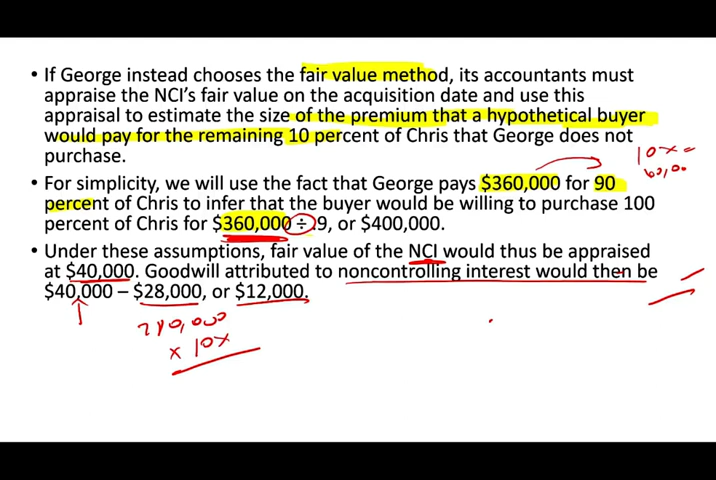 • If George instead chooses the fair value method, its accountants must
appraise the NCI's fair value on the acquisition date and use this
appraisal to estimate the size of the premium that a hypothetical buyer
would pay for the remaining 10 percent of Chris that George does not
purchase.
• For simplicity, we will use the fact that George pays $360,000 for 90
percent of Chris to infer that the buyer would be willing to purchase 100
percent of Chris for $360,000 ÷ .9, or $400,000.
• Under these assumptions, fair value of the NCI would thus be appraised
at $40,000. Goodwill attributed to noncontrolling interest would then be
$40,000 – $28,000, or $12,000.